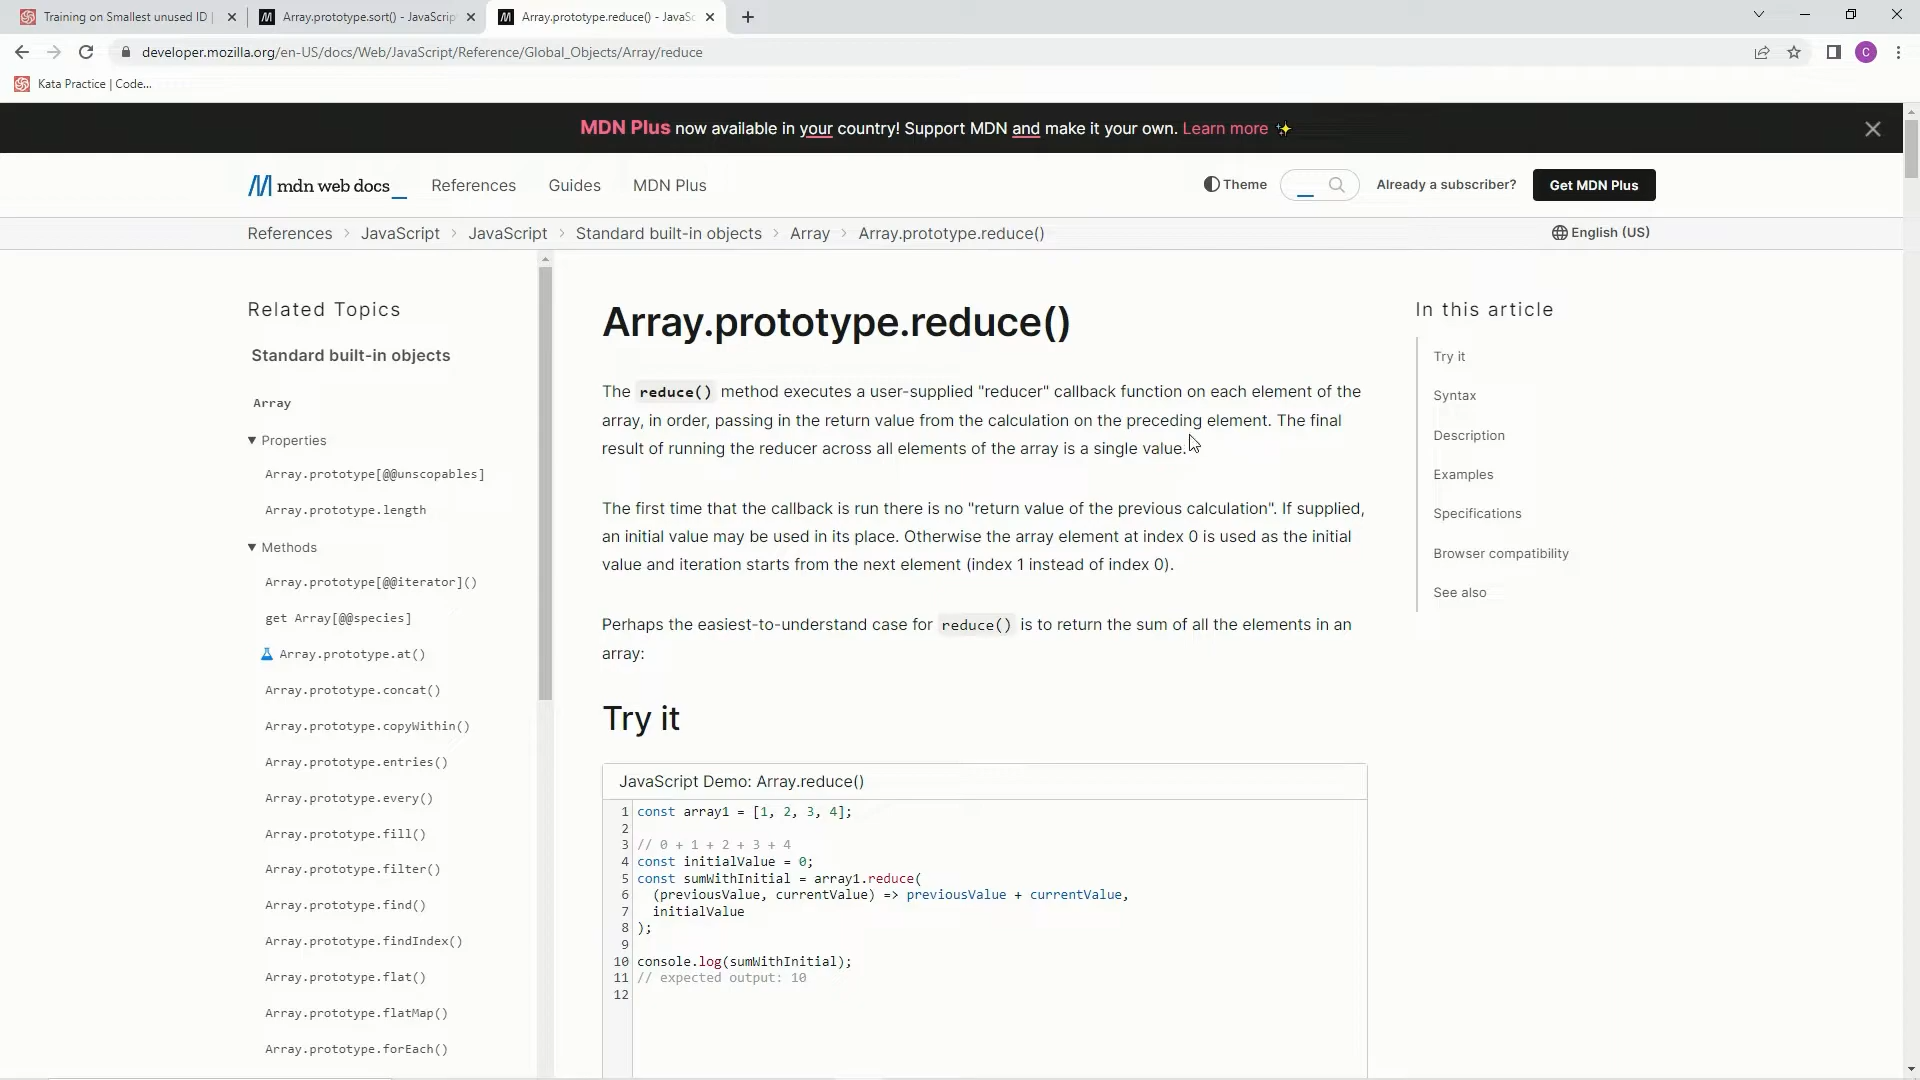 Training on Smallest unused ID |
Array.prototype.sort() - JavaScrip
Array.prototype.reduce() - JavaSc
developer.mozilla.org/en-US/docs/Web/JavaScript/Reference/Global_Objects/Array/reduce
C
Kata Practice | Code...
MDN Plus now available in your country! Support MDN and make it your own. Learn more ✨
mdn web docs_
References
Guides
MDN Plus
Theme
Already a subscriber?
Get MDN Plus
References > JavaScript > JavaScript > Standard built-in objects > Array > Array.prototype.reduce()
English (US)
Related Topics
Standard built-in objects
Array
Properties
Array.prototype[@@unscopables]
Array.prototype.length
Methods
Array.prototype[@@iterator]()
get Array[@@species]
Array.prototype.at()
Array.prototype.concat()
Array.prototype.copyWithin()
Array.prototype.entries()
Array.prototype.every()
Array.prototype.fill()
Array.prototype.filter()
Array.prototype.find()
Array.prototype.findIndex()
Array.prototype.flat()
Array.prototype.flatMap()
Array.prototype.forEach()
Array.prototype.reduce()
The reduce() method executes a user-supplied "reducer" callback function on each element of the
array, in order, passing in the return value from the calculation on the preceding element. The final
result of running the reducer across all elements of the array is a single value.
The first time that the callback is run there is no "return value of the previous calculation". If supplied,
an initial value may be used in its place. Otherwise the array element at index 0 is used as the initial
value and iteration starts from the next element (index 1 instead of index 0).
Perhaps the easiest-to-understand case for reduce() is to return the sum of all the elements in an
array:
Try it
JavaScript Demo: Array.reduce()
1 const array1 = [1, 2, 3, 4];
2
3 // 0 + 1 + 2 + 3 + 4
4 const initialValue = 0;
5 const sumWithInitial = array1.reduce(
6 (previousValue, currentValue) => previousValue + currentValue,
7 initialValue
8 );
9
10 console.log(sumWithInitial);
11 // expected output: 10
12
In this article
Try it
Syntax
Description
Examples
Specifications
Browser compatibility
See also